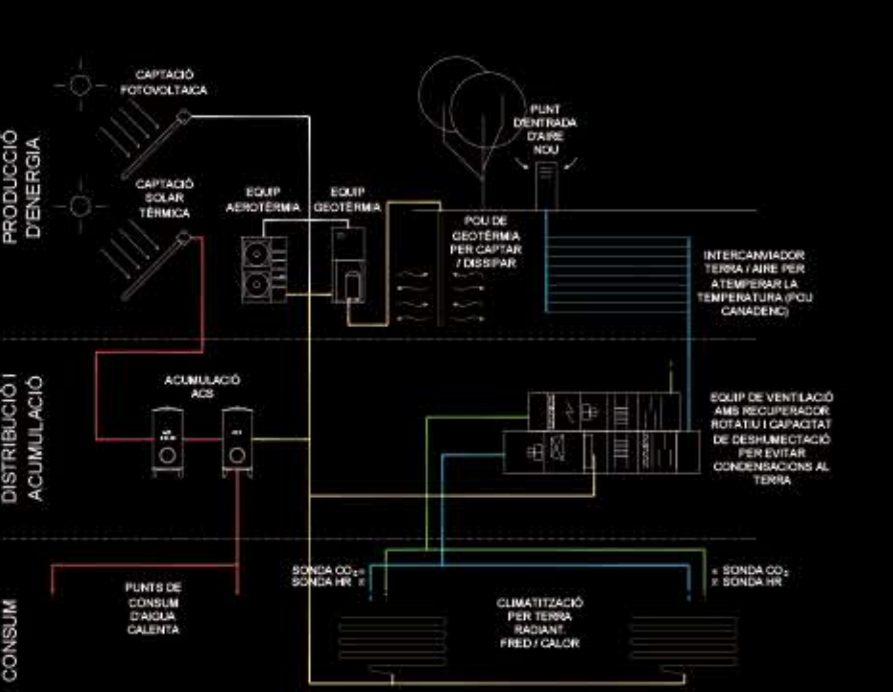 PRODUCCIÓ
D'ENERGIA
CAPTACIÓ
FOTOVOLTAICA
CAPTACIÓ
SOLAR
TÈRMICA
EQUIP
AEROTÈRMIA
EQUIP
GEOTÈRMIA
POU DE
GEOTÈRMIA
PER CAPTAR
/ DISSIPAR
PUNT
D'ENTRADA
D'AIRE
NOU
INTERCANVIADOR
TERRA / AIRE PER
ATEMPERAR LA
TEMPERATURA (POU
CANADENC)
DISTRIBUCIÓ I
ACUMULACIÓ
ACUMULACIÓ
ACS
EQUIP DE VENTILACIÓ
AMB RECUPERADOR
ROTATIU I CAPACITAT
DE DESHUMECTACIÓ
PER EVITAR
CONDENSACIONS AL
TERRA
CONSUM
PUNTS DE
CONSUM
D'AIGUA
CALENTA
SONDA CO2
SONDA HR
CLIMATITZACIÓ
PER TERRA
RADIANT.
FRED / CALOR
SONDA CO2
SONDA HR